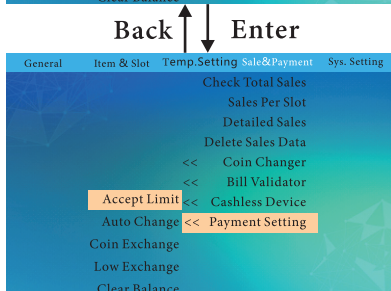 Clear Balance
Back Enter
General Item & Slot Temp.Setting Sale&Payment Sys. Setting
Check Total Sales
Sales Per Slot
Detailed Sales
Delete Sales Data
<< Coin Changer
<< Bill Validator
Accept Limit << Cashless Device
Auto Change << Payment Setting
Coin Exchange
Low Exchange
Clear Balance